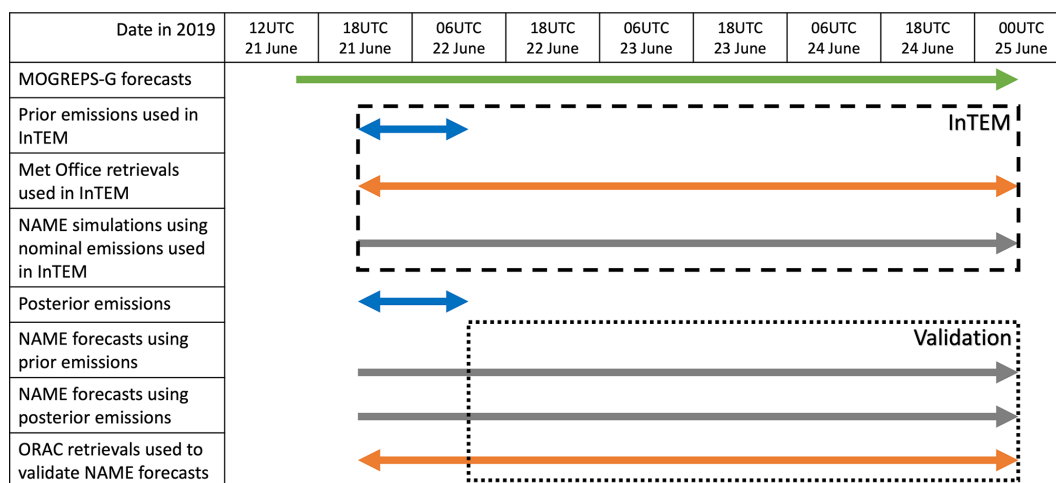 Date in 2019
12UTC
21 June
18UTC
21 June
06UTC
22 June
18UTC
22 June
06UTC
23 June
18UTC
23 June
06UTC
24 June
18UTC
24 June
00UTC
25 June
MOGREPS-G forecasts
Prior emissions used in
InTEM
InTEM
Met Office retrievals
used in InTEM
NAME simulations using
nominal emissions used
in InTEM
Posterior emissions
NAME forecasts using
prior emissions
Validation
NAME forecasts using
posterior emissions
ORAC retrievals used to
validate NAME forecasts